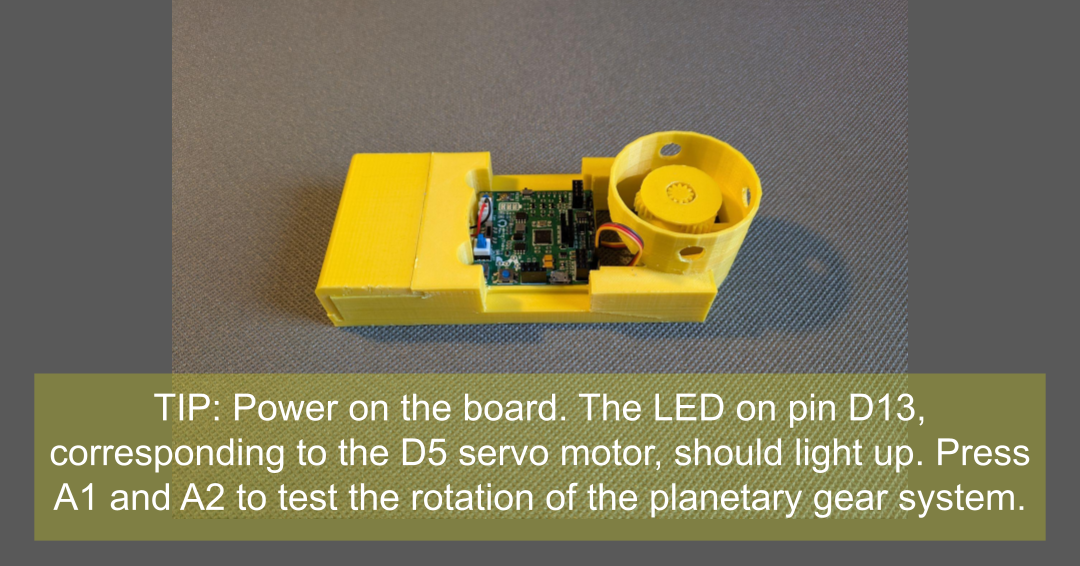 TIP: Power on the board. The LED on pin D13,
corresponding to the D5 servo motor, should light up. Press
A1 and A2 to test the rotation of the planetary gear system.